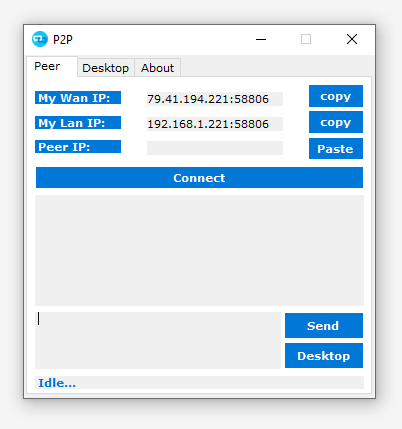 P2P
Peer Desktop About
My Wan IP: 79.41.194.221:58806 copy
My Lan IP: 192.168.1.221:58806 copy
Peer IP: Paste
Connect
Send
Desktop
Idle...